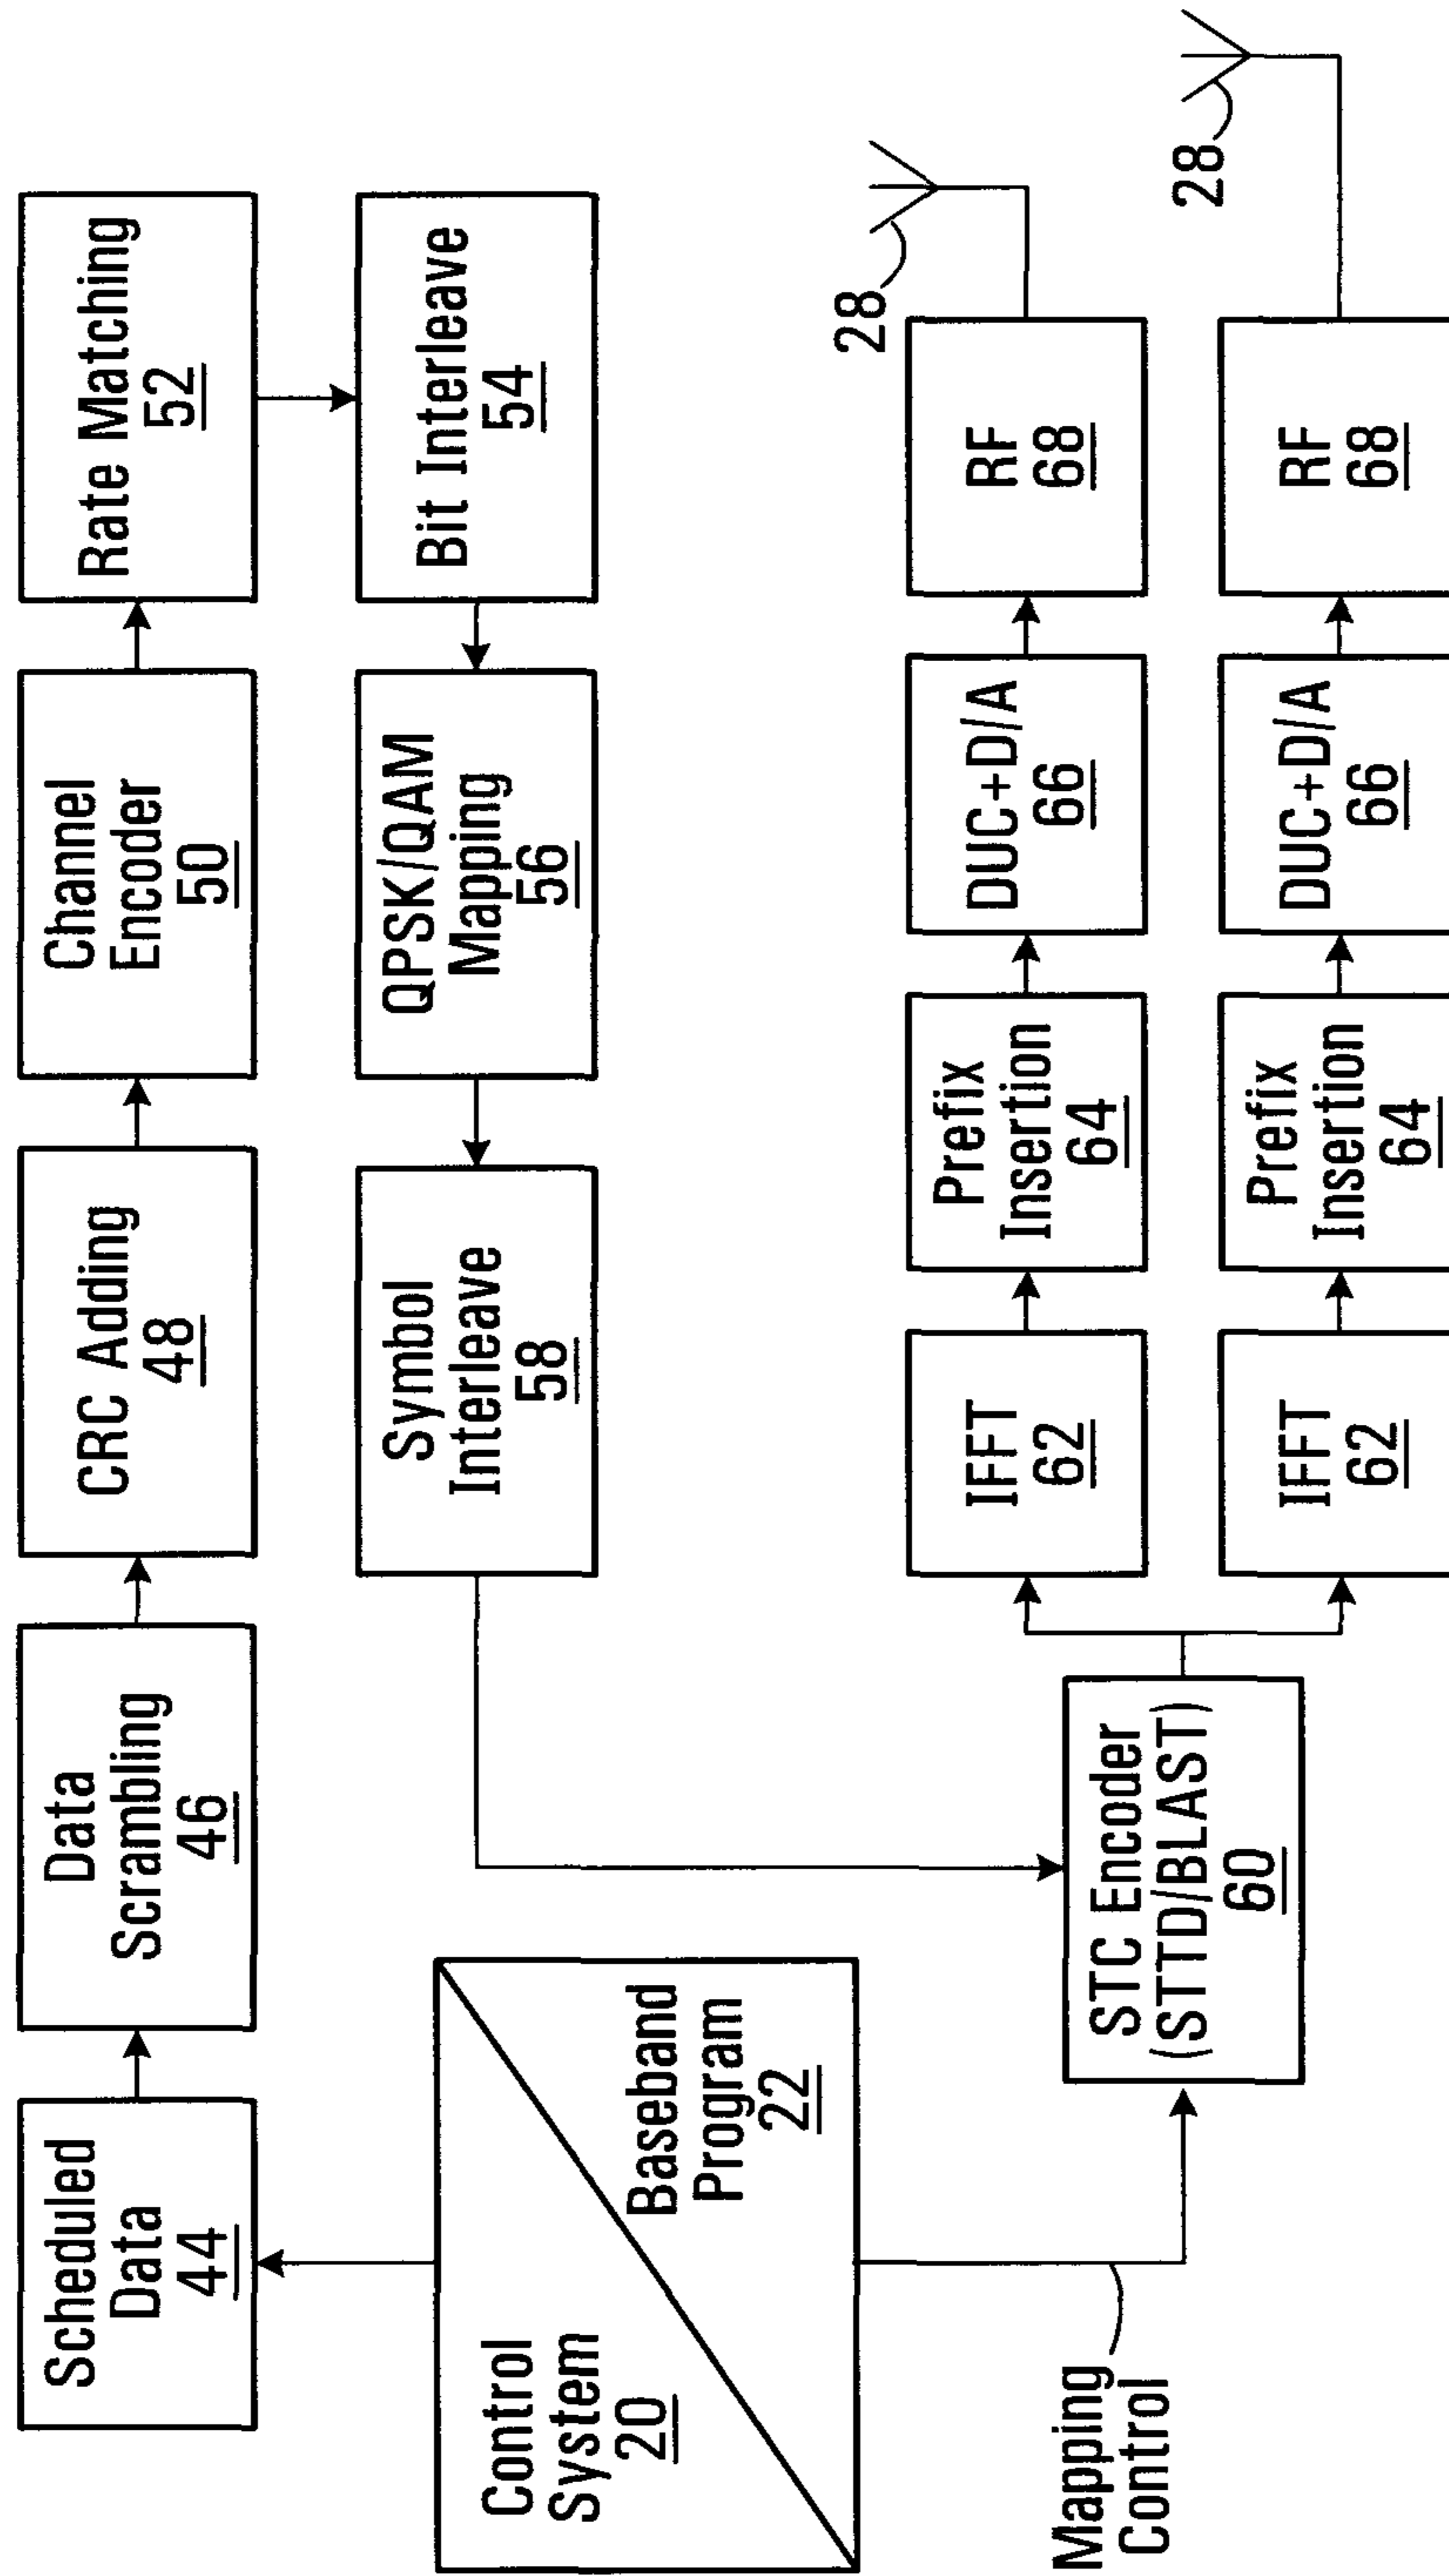 Scheduled
Data
44
Data
Scrambling
46
CRC Adding
48
Channel
Encoder
50
Rate Matching
52
Control
System
20
Baseband
Program
22
Symbol
Interleave
58
QPSK/QAM
Mapping
56
Bit Interleave
54
Mapping
Control
STC Encoder
(STTD/BLAST)
60
IFFT
62
Prefix
Insertion
64
DUC+D/A
66
RF
68
28
IFFT
62
Prefix
Insertion
64
DUC+D/A
66
RF
68
28